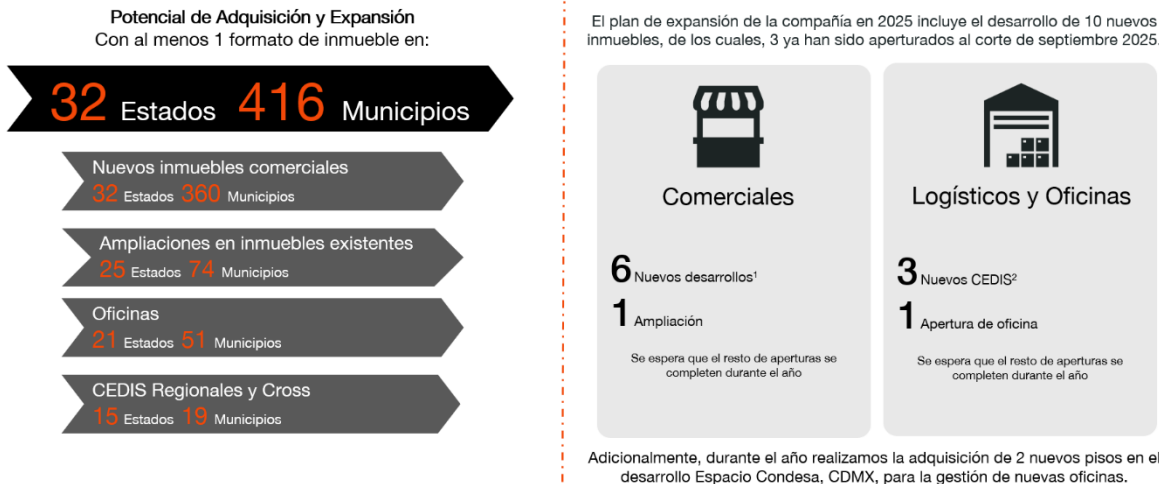 Potencial de Adquisición y Expansión
Con al menos 1 formato de inmueble en:
32 Estados 416 Municipios
Nuevos inmuebles comerciales
32 Estados 360 Municipios
Ampliaciones en inmuebles existentes
25 Estados 74 Municipios
Oficinas
21 Estados 51 Municipios
CEDIS Regionales y Cross
15 Estados 19 Municipios
El plan de expansión de la compañía en 2025 incluye el desarrollo de 10 nuevos
inmuebles, de los cuales, 3 ya han sido aperturados al corte de septiembre 2025.
Comerciales
6 Nuevos desarrollos¹
1 Ampliación
Se espera que el resto de aperturas se
completen durante el año
Logísticos y Oficinas
3 Nuevos CEDIS²
1 Apertura de oficina
Se espera que el resto de aperturas se
completen durante el año
Adicionalmente, durante el año realizamos la adquisición de 2 nuevos pisos en el
desarrollo Espacio Condesa, CDMX, para la gestión de nuevas oficinas.